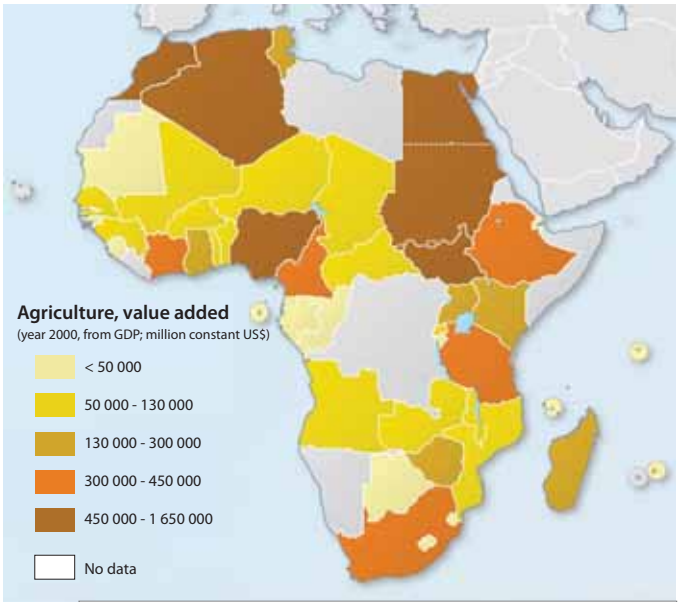 Agriculture, value added
(year 2000, from GDP; million constant US$)
< 50 000
50 000 - 130 000
130 000 - 300 000
300 000 - 450 000
450 000 - 1 650 000
No data